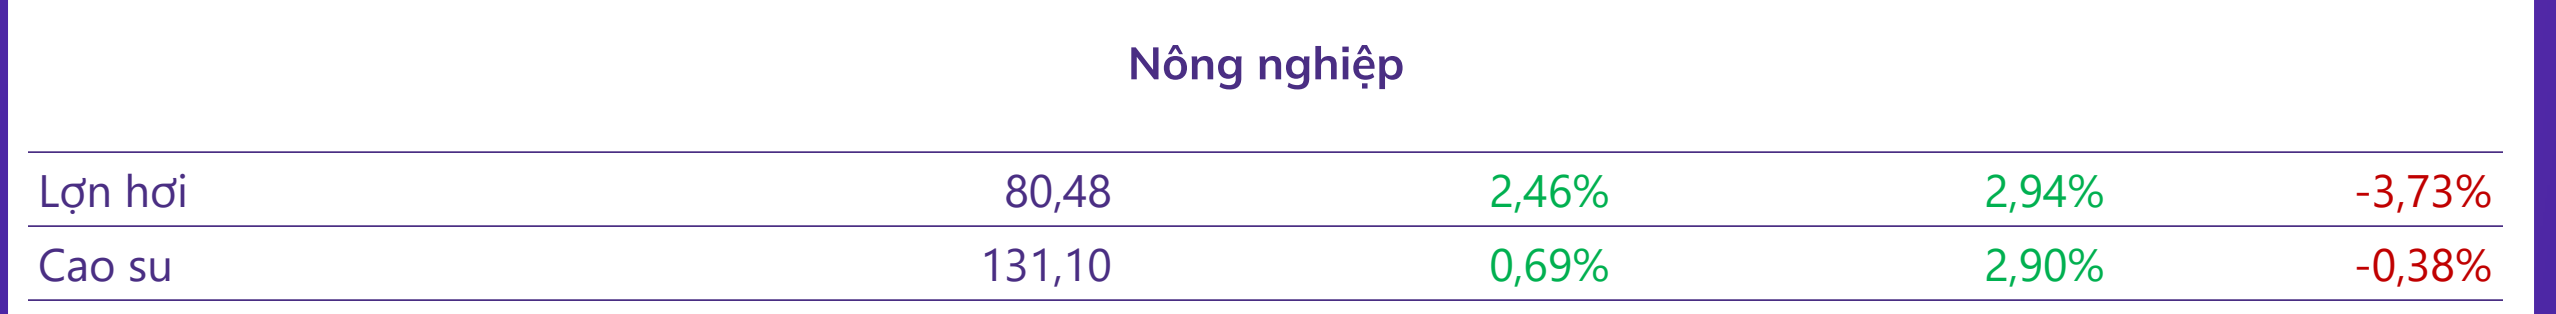 Nông nghiệp
Lợn hơi 80,48 2,46% 2,94% -3,73%
Cao su 131,10 0,69% 2,90% -0,38%